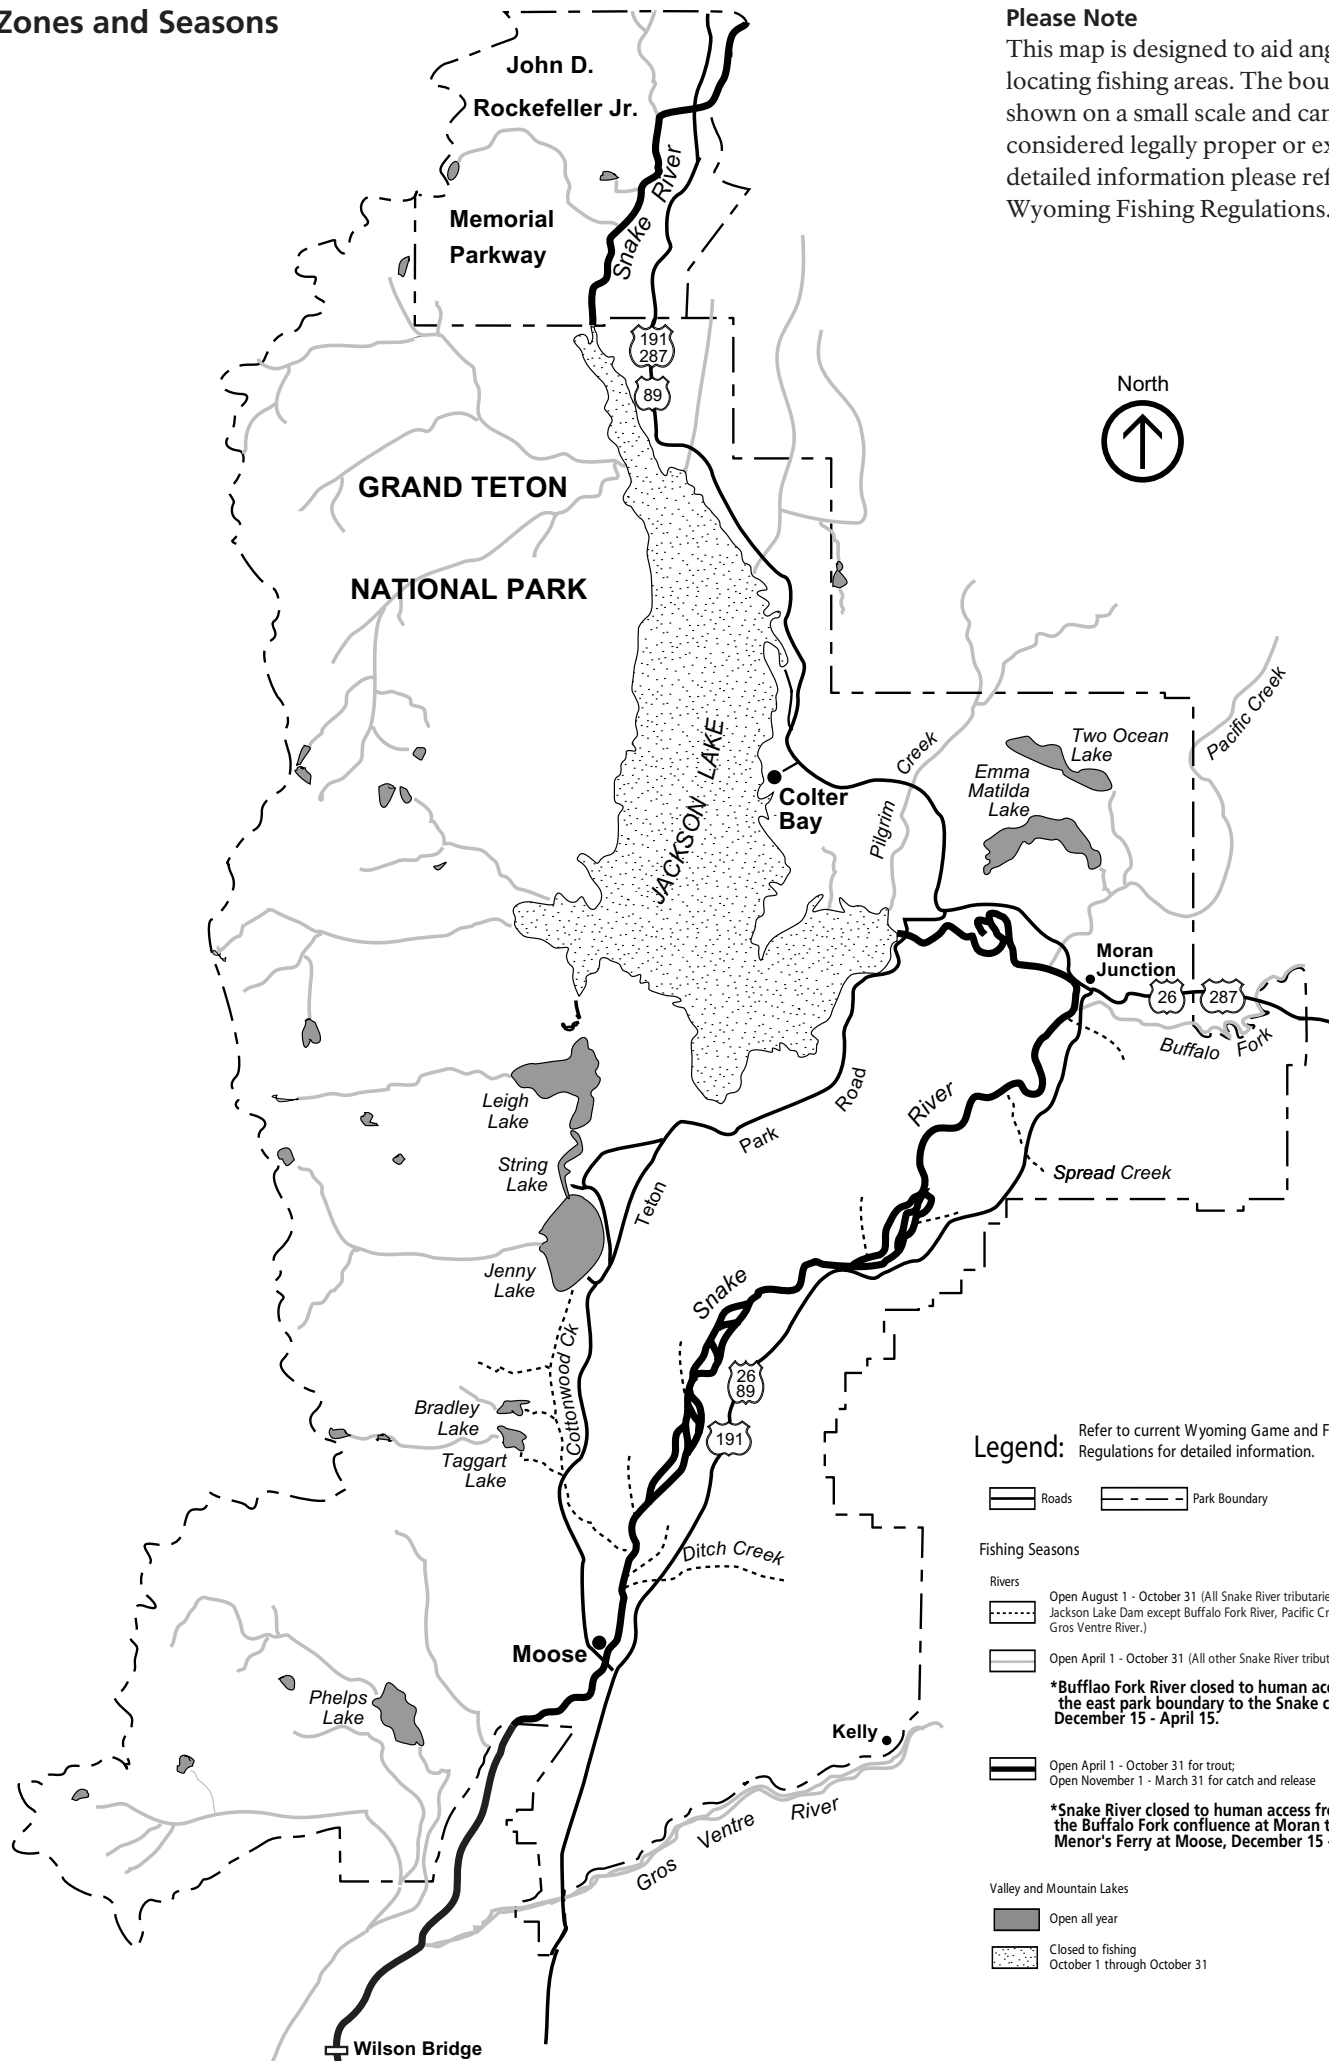 Zones and Seasons
Please Note
This map is designed to aid
locating fishing areas. The
shown on a small scale and
considered legally proper or
detailed information please
Wyoming Fishing Regulations.
John D.
Rockefeller Jr.
Memorial
Parkway
Snake River
191
287
89
North
GRAND TETON
NATIONAL PARK
JACKSON LAKE
Colter
Bay
Pilgrim Creek
Two Ocean
Lake
Emma
Matilda
Lake
Pacific Creek
Moran
Junction
26
287
Buffalo Fork
Leigh
Lake
String
Lake
Jenny
Lake
Teton Park Road
Snake River
Spread Creek
Cottonwood Ck
Bradley
Lake
Taggart
Lake
26
89
191
Ditch Creek
Moose
Phelps
Lake
Kelly
Gros Ventre River
Wilson Bridge
Legend:
Refer to current Wyoming Game and
Regulations for detailed information.
Roads
Park Boundary
Fishing Seasons
Rivers
Open August 1 - October 31 (All Snake River
Jackson Lake Dam except Buffalo Fork River, Pacific
Gros Ventre River.)
Open April 1 - October 31 (All other Snake River
*Bufflao Fork River closed to human
the east park boundary to the Snake
December 15 - April 15.
Open April 1 - October 31 for trout;
Open November 1 - March 31 for catch and release
*Snake River closed to human access
the Buffalo Fork confluence at Moran
Menor's Ferry at Moose, December 15 -
Valley and Mountain Lakes
Open all year
Closed to fishing
October 1 through October 31